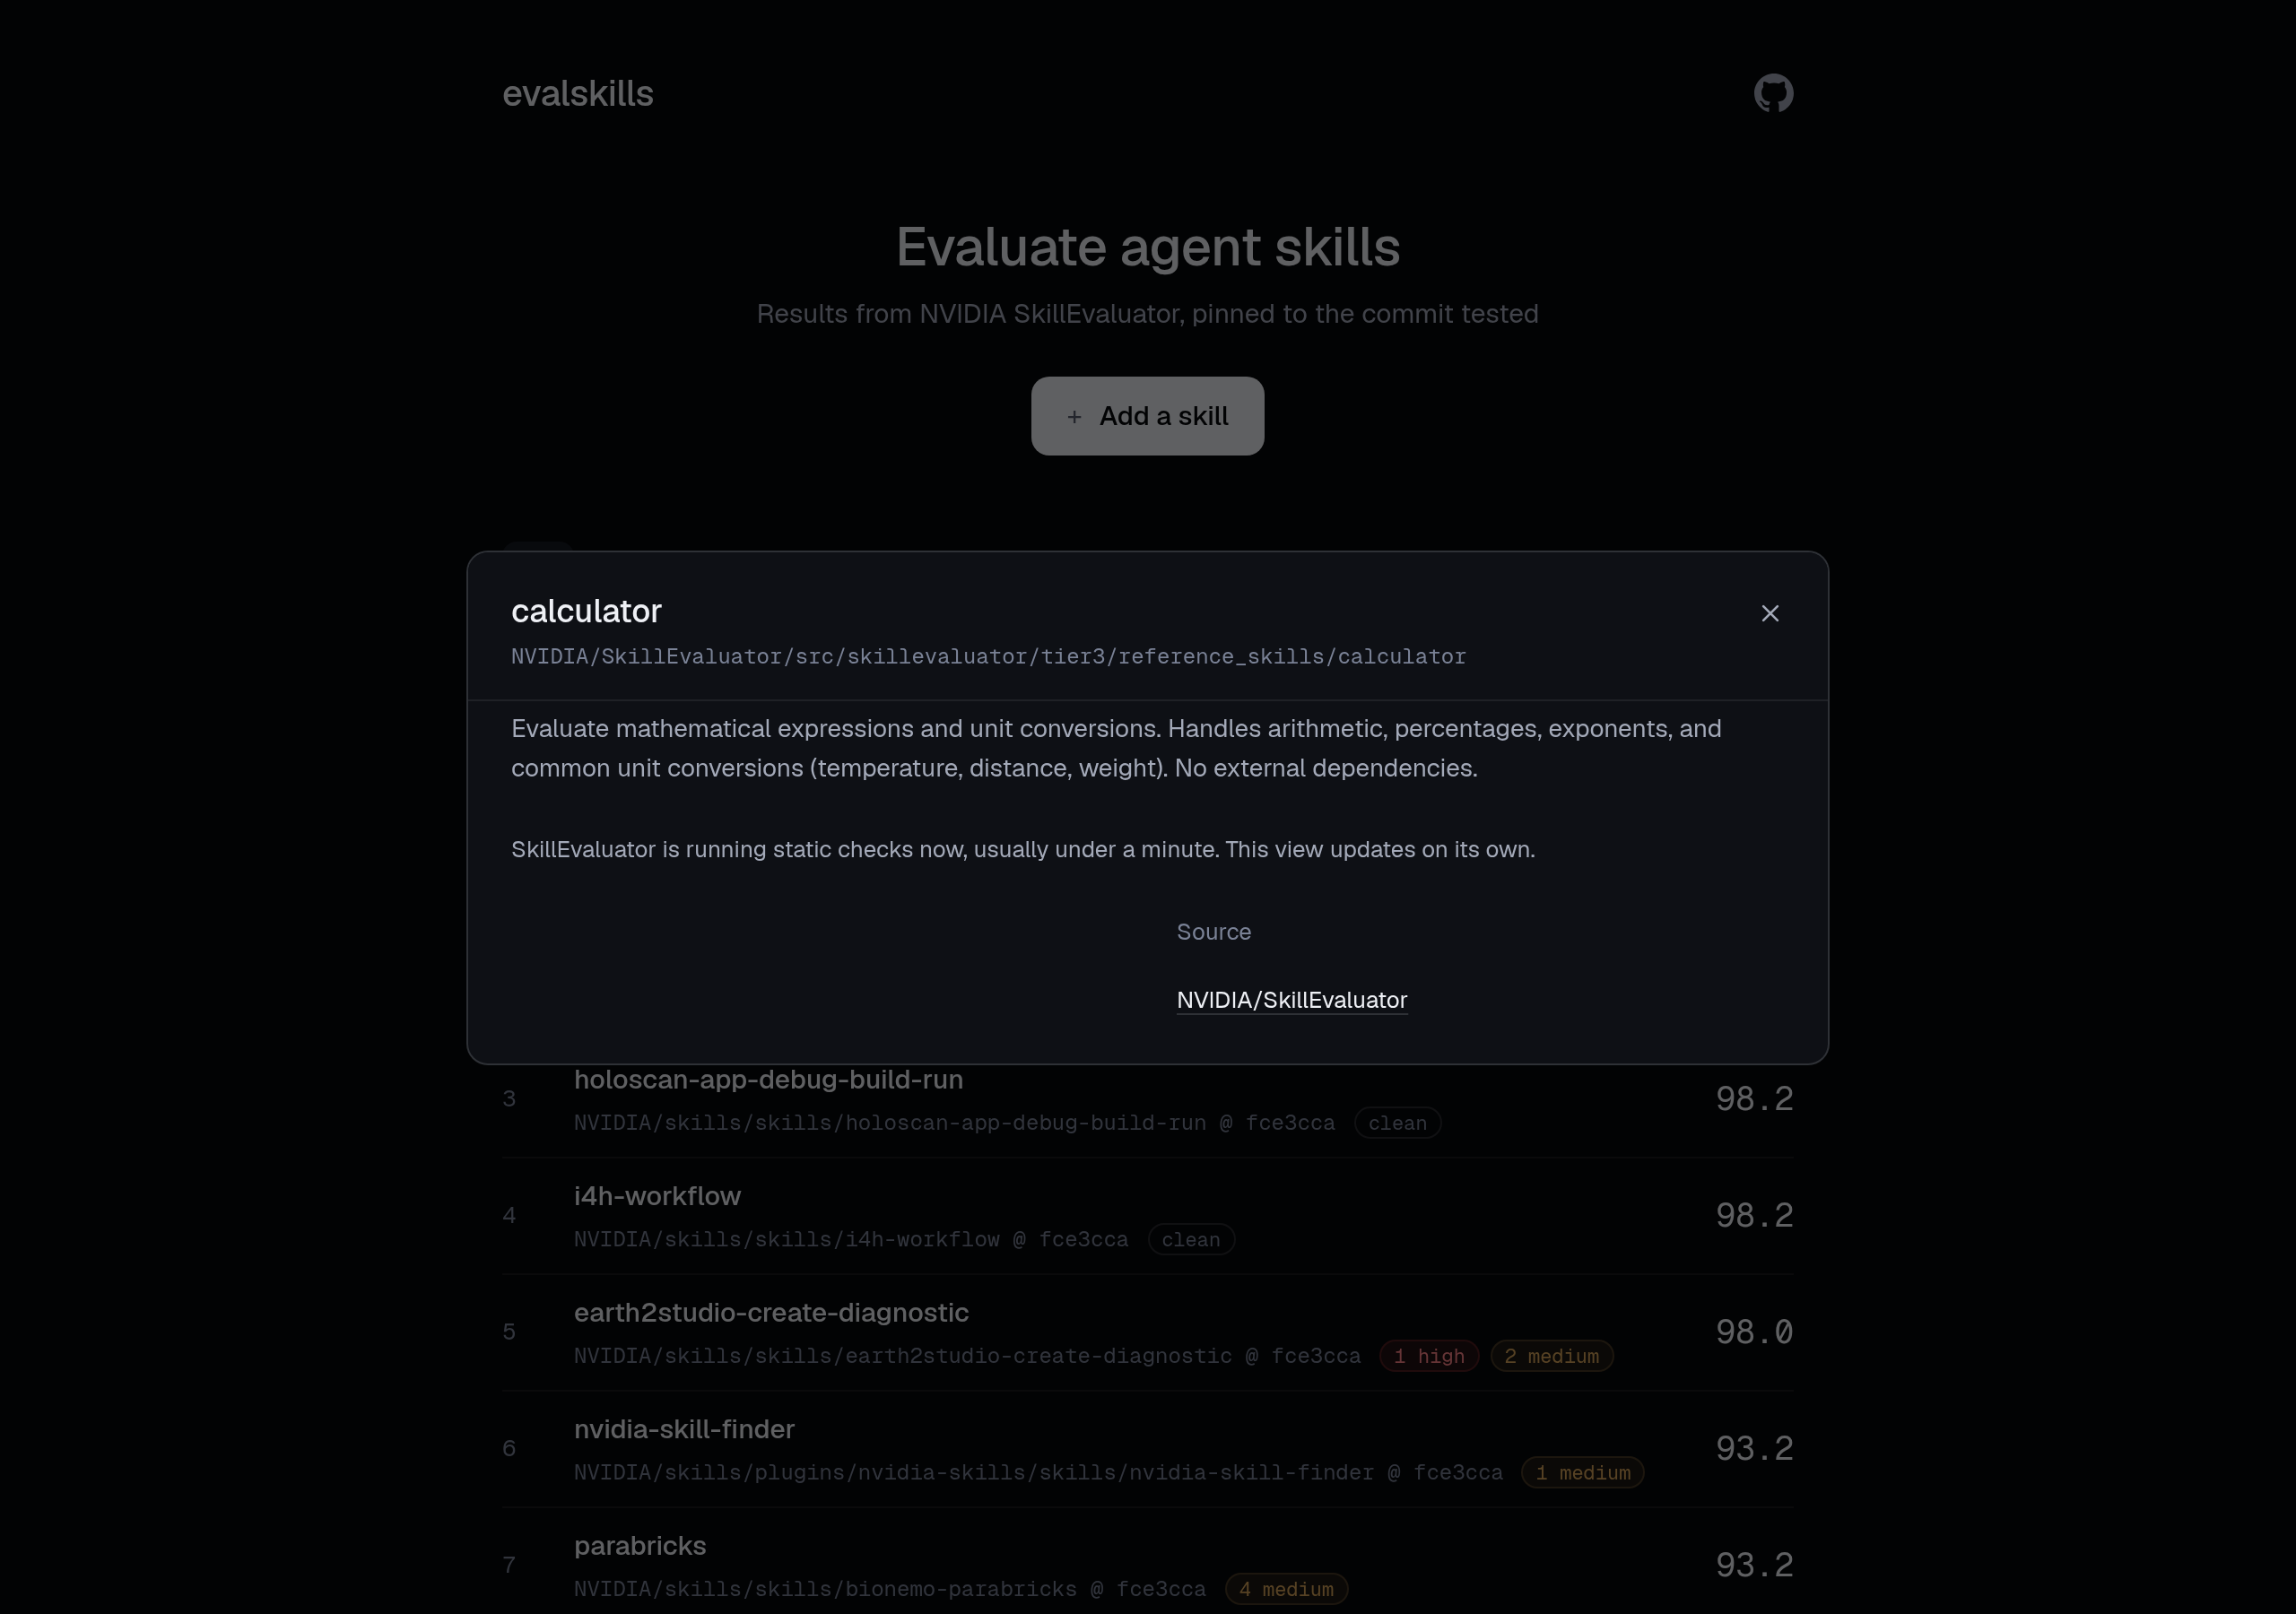 evalskills
Evaluate agent skills
Results from NVIDIA SkillEvaluator, pinned to the commit tested
+ Add a skill
calculator
NVIDIA/SkillEvaluator/src/skillevaluator/tier3/reference_skills/calculator
Evaluate mathematical expressions and unit conversions. Handles arithmetic, percentages, exponents, and
common unit conversions (temperature, distance, weight). No external dependencies.
SkillEvaluator is running static checks now, usually under a minute. This view updates on its own.
Source
NVIDIA/SkillEvaluator
3 holoscan-app-debug-build-run 98.2
NVIDIA/skills/skills/holoscan-app-debug-build-run @ fce3cca clean
4 i4h-workflow 98.2
NVIDIA/skills/skills/i4h-workflow @ fce3cca clean
5 earth2studio-create-diagnostic 98.0
NVIDIA/skills/skills/earth2studio-create-diagnostic @ fce3cca 1 high 2 medium
6 nvidia-skill-finder 93.2
NVIDIA/skills/plugins/nvidia-skills/skills/nvidia-skill-finder @ fce3cca 1 medium
7 parabricks 93.2
NVIDIA/skills/skills/bionemo-parabricks @ fce3cca 4 medium